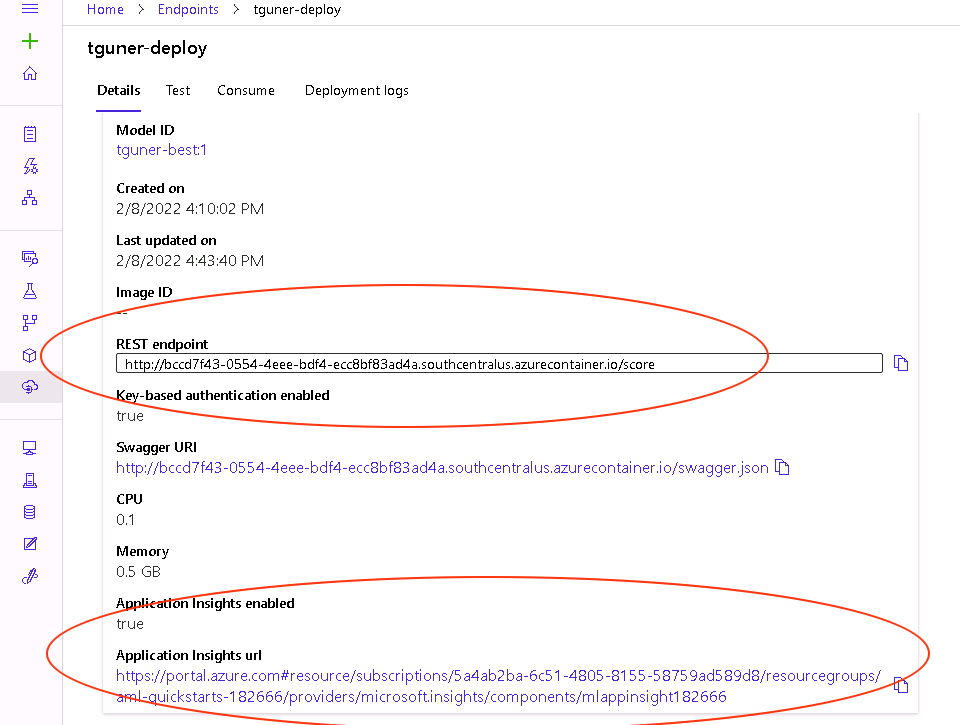 Home > Endpoints > tguner-deploy
tguner-deploy
Details Test Consume Deployment logs
Model ID
tguner-best:1
Created on
2/8/2022 4:10:02 PM
Last updated on
2/8/2022 4:43:40 PM
Image ID
--
REST endpoint
http://bccd7f43-0554-4eee-bdf4-ecc8bf83ad4a.southcentralus.azurecontainer.io/score
Key-based authentication enabled
true
Swagger URI
http://bccd7f43-0554-4eee-bdf4-ecc8bf83ad4a.southcentralus.azurecontainer.io/swagger.json
CPU
0.1
Memory
0.5 GB
Application Insights enabled
true
Application Insights url
https://portal.azure.com#resource/subscriptions/5a4ab2ba-6c51-4805-8155-58759ad589d8/resourcegroups/
aml-quickstarts-182666/providers/microsoft.insights/components/mlappinsight182666